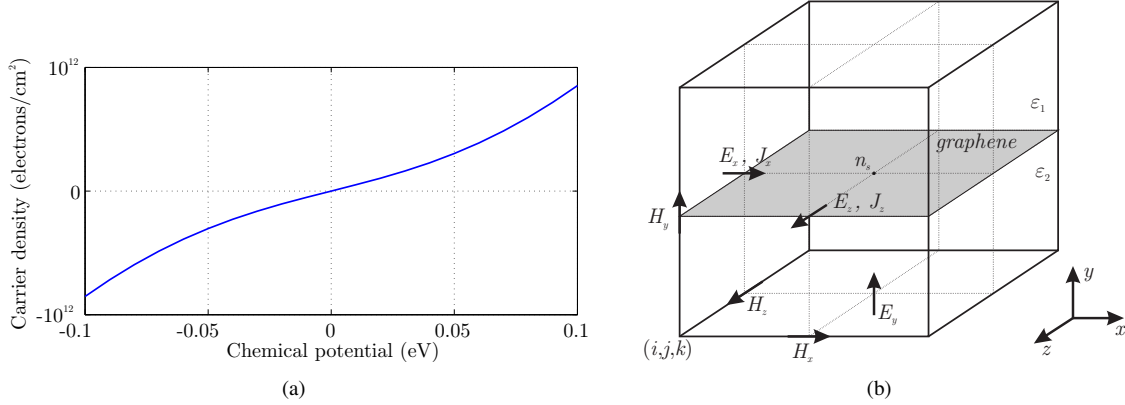 Carrier density (electrons/cm²)
10¹²
0
-10¹²
-0.1
-0.05
0
0.05
0.1
Chemical potential (eV)
(a)
ε₁
graphene
Eₓ, Jₓ
nₛ
ε₂
E_z, J_z
H_y
H_z
E_y
(i,j,k)
Hₓ
y
x
z
(b)